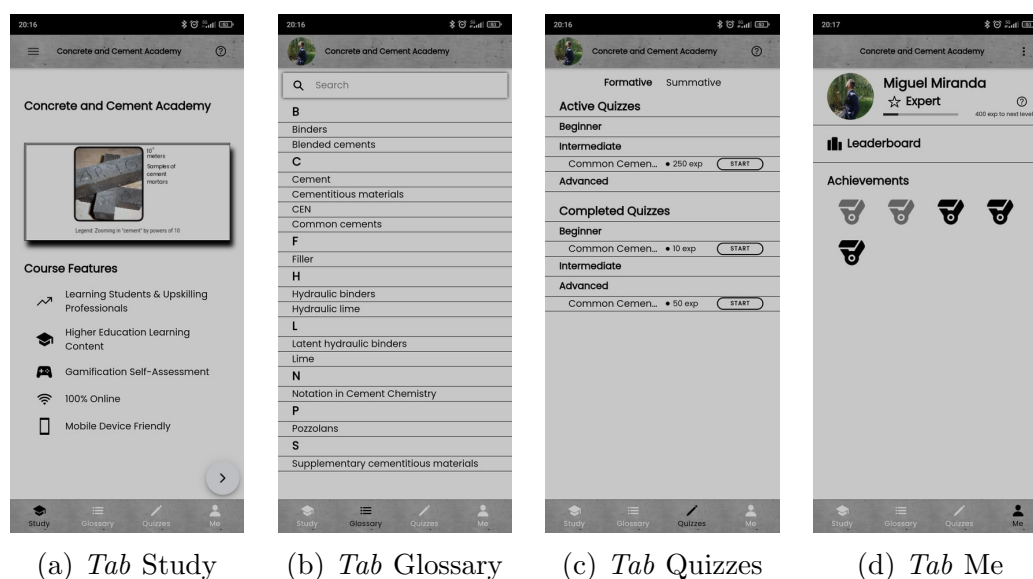 20:16
Concrete and Cement Academy
Concrete and Cement Academy
meters
Samples of
cement
mortars
Legend: Zooming in "cement" by powers of 10
Course Features
Learning Students & Upskilling
Professionals
Higher Education Learning
Content
Gamification Self-Assessment
100% Online
Mobile Device Friendly
Study Glossary Quizzes Me
(a) Tab Study
20:16
Concrete and Cement Academy
Search
B
Binders
Blended cements
C
Cement
Cementitious materials
CEN
Common cements
F
Filler
H
Hydraulic binders
Hydraulic lime
L
Latent hydraulic binders
Lime
N
Notation in Cement Chemistry
P
Pozzolans
S
Supplementary cementitious materials
Study Glossary Quizzes Me
(b) Tab Glossary
20:16
Concrete and Cement Academy
Formative Summative
Active Quizzes
Beginner
Intermediate
Common Cemen... • 250 exp START
Advanced
Completed Quizzes
Beginner
Common Cemen... • 10 exp START
Intermediate
Advanced
Common Cemen... • 50 exp START
Study Glossary Quizzes Me
(c) Tab Quizzes
20:17
Concrete and Cement Academy
Miguel Miranda
Expert
400 exp to next level
Leaderboard
Achievements
Study Glossary Quizzes Me
(d) Tab Me